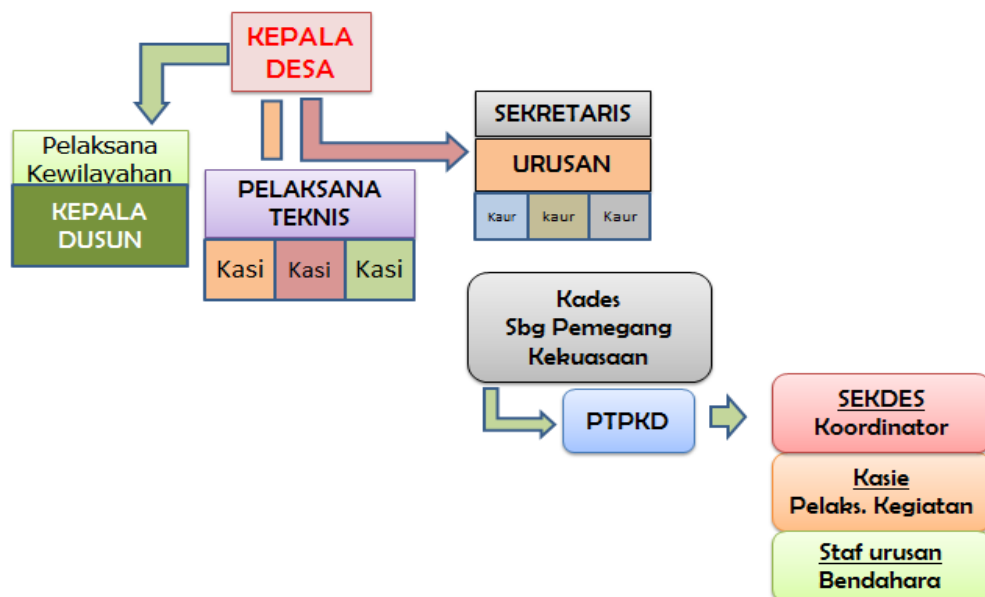 KEPALA
DESA
SEKRETARIS
URUSAN
Kaur kaur Kaur
Pelaksana
Kewilayahan
KEPALA
DUSUN
PELAKSANA
TEKNIS
Kasi Kasi Kasi
Kades
Sbg Pemegang
Kekuasaan
PTPKD
SEKDES
Koordinator
Kasie
Pelaks. Kegiatan
Staf urusan
Bendahara